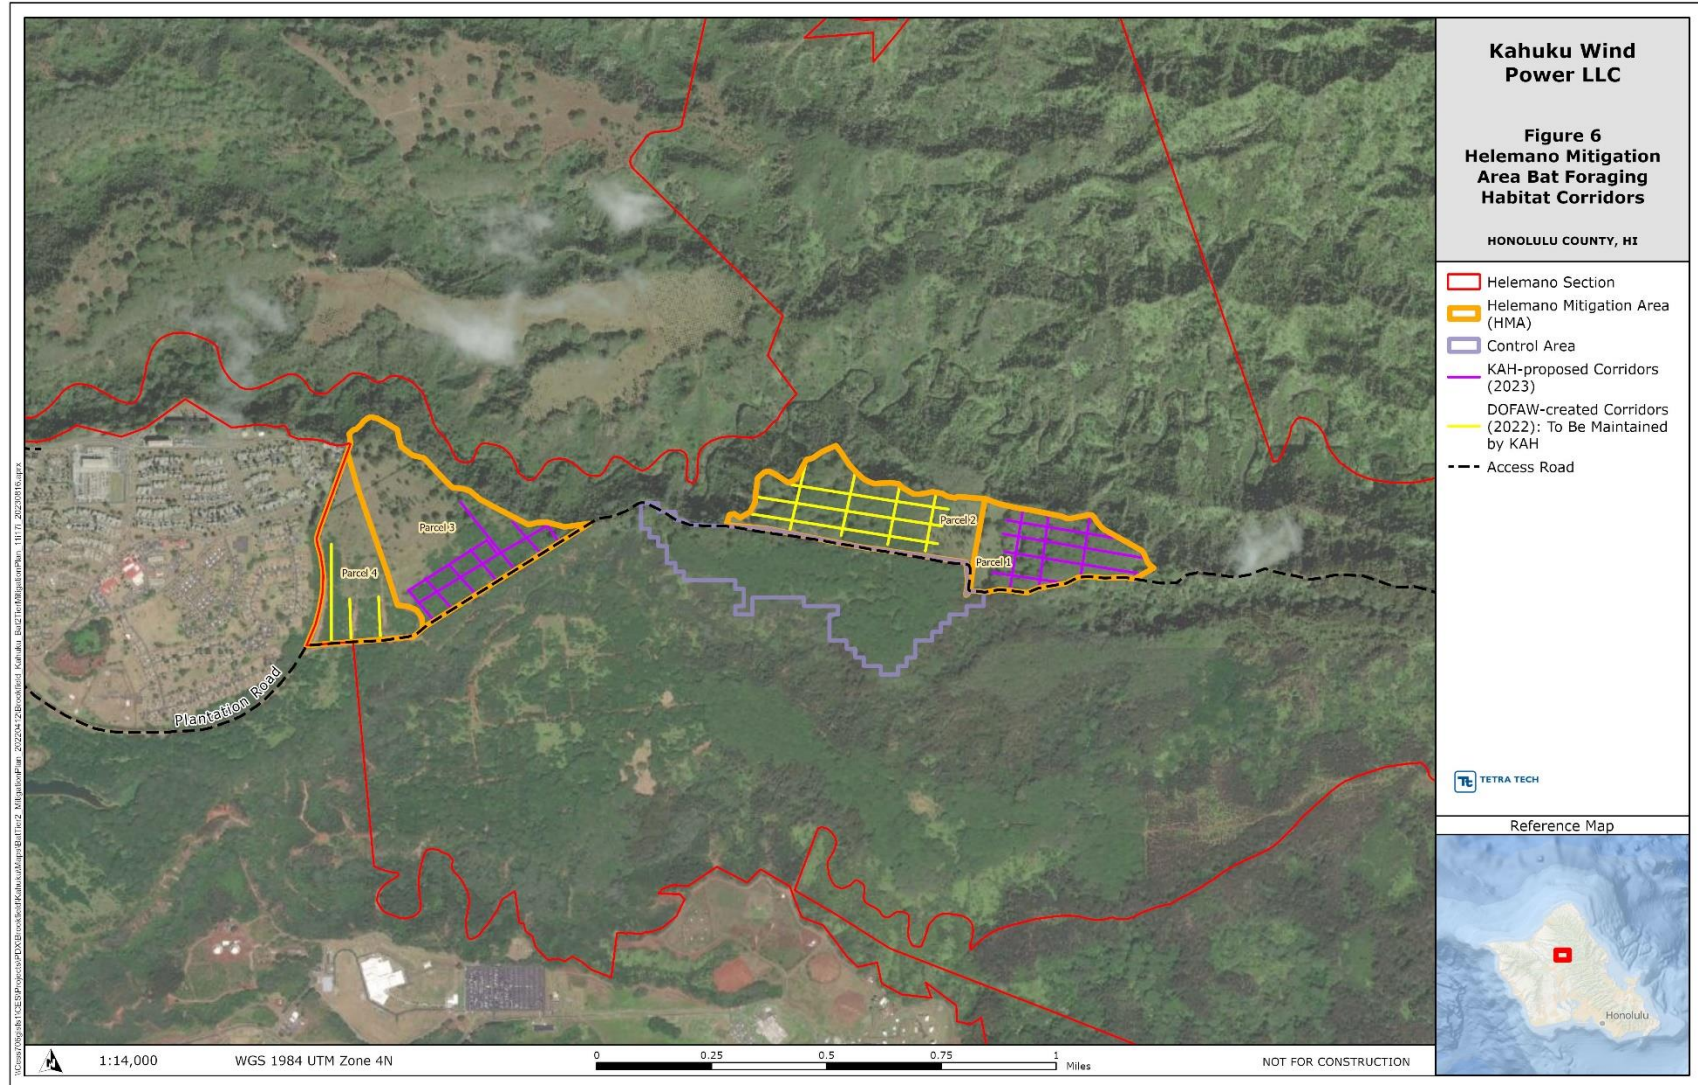 Kahuku Wind
Power LLC
Figure 6
Helemano Mitigation
Area Bat Foraging
Habitat Corridors
HONOLULU COUNTY, HI
Helemano Section
Helemano Mitigation Area
(HMA)
Control Area
KAH-proposed Corridors
(2023)
DOFAW-created Corridors
(2022): To Be Maintained
by KAH
Access Road
TETRA TECH
Reference Map
Honolulu
Parcel 3
Parcel 4
Parcel 2
Parcel 1
Plantation Road
1:14,000
WGS 1984 UTM Zone 4N
0 0.25 0.5 0.75 1
Miles
NOT FOR CONSTRUCTION